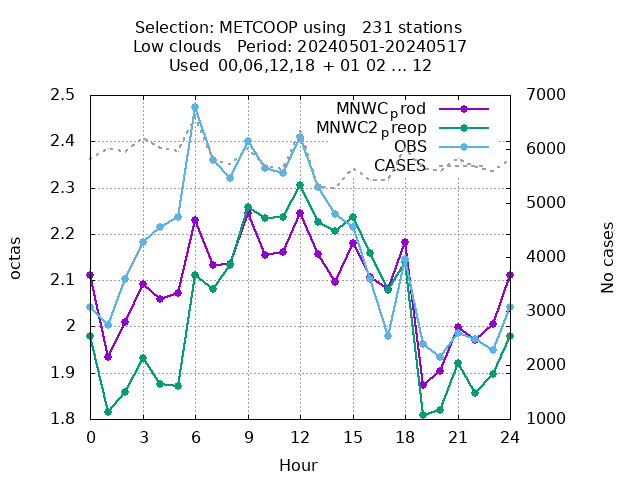 Selection: METCOOP using   231 stations
Low clouds   Period: 20240501-20240517
Used  00,06,12,18  + 01 02 ... 12
MNWC_prod
MNWC2_preop
OBS
CASES
2.5
2.4
2.3
2.2
2.1
2
1.9
1.8
7000
6000
5000
4000
3000
2000
1000
octas
No cases
0 3 6 9 12 15 18 21 24
Hour